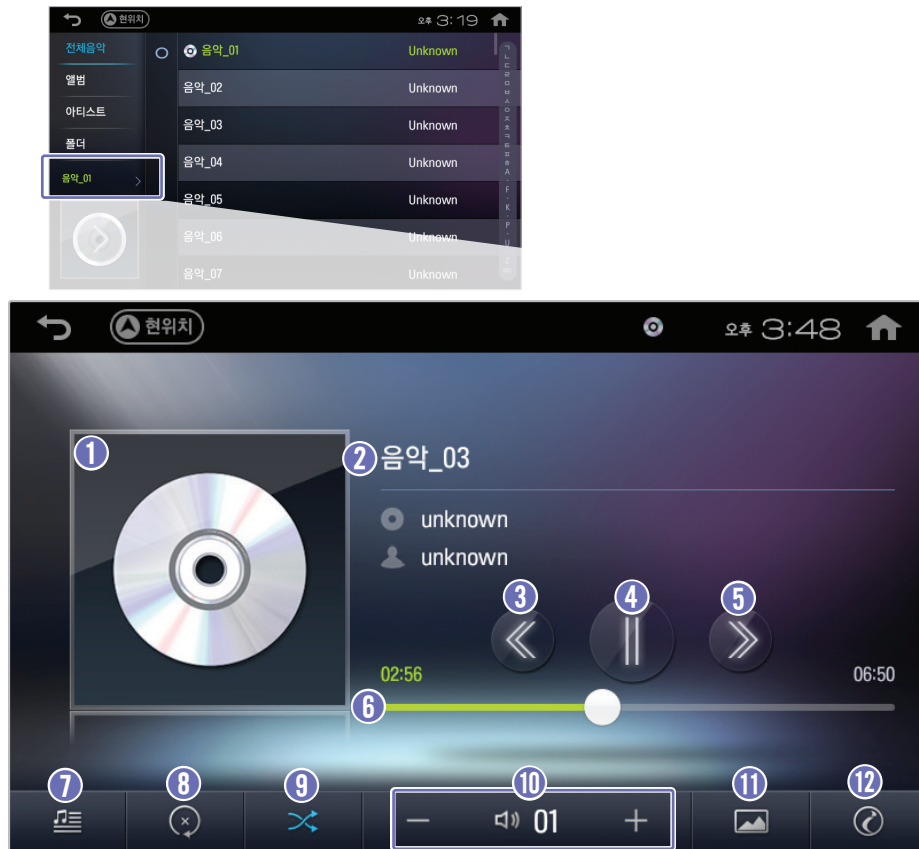 현위치 오후 3:19
전체음악
음악_01 Unknown
앨범
음악_02 Unknown
아티스트
음악_03 Unknown
폴더
음악_04 Unknown
음악_01
음악_05 Unknown
음악_06 Unknown
음악_07 Unknown
ㄱ
ㄴ
ㄷ
ㄹ
ㅁ
ㅂ
ㅅ
ㅇ
ㅈ
ㅊ
ㅋ
ㅌ
ㅍ
ㅎ
A
F
K
P
U
Z
현위치 오후 3:48
1
2 음악_03
unknown
unknown
3 4 5
02:56 06:50
6
7 8 9 10 11 12
01